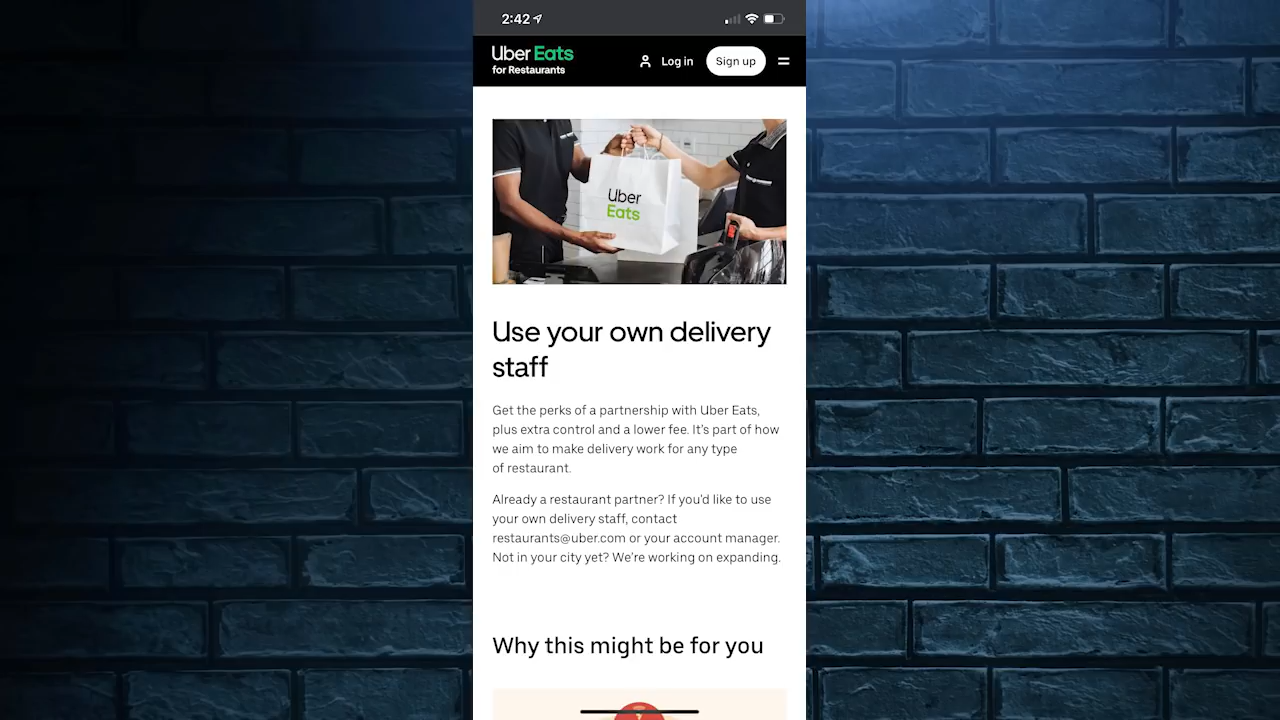 2:42
Uber Eats
for Restaurants
Log in
Sign up
Uber
Eats
Use your own delivery
staff
Get the perks of a partnership with Uber Eats,
plus extra control and a lower fee. It's part of how
we aim to make delivery work for any type
of restaurant.
Already a restaurant partner? If you'd like to use
your own delivery staff, contact
restaurants@uber.com or your account manager.
Not in your city yet? We're working on expanding.
Why this might be for you